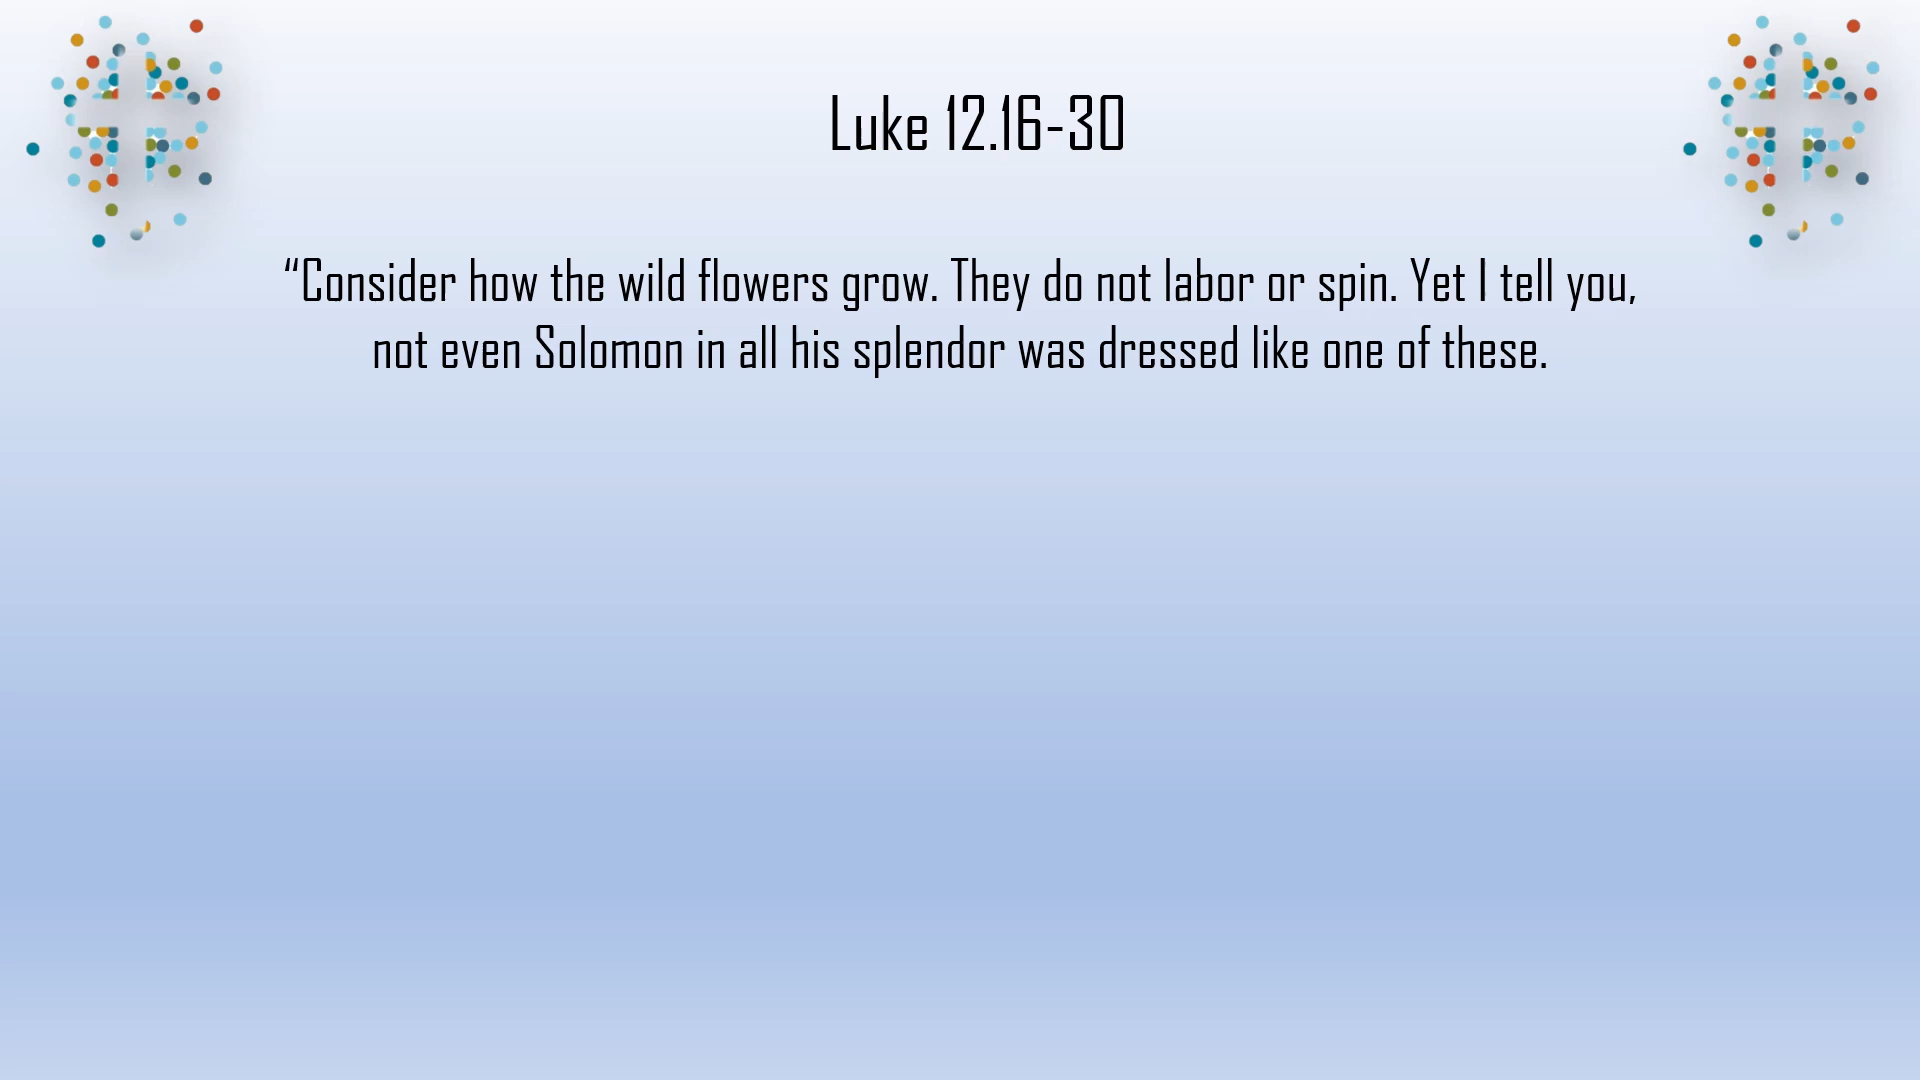 Luke 12.16-30
“Consider how the wild flowers grow. They do not labor or spin. Yet I tell you,
not even Solomon in all his splendor was dressed like one of these.